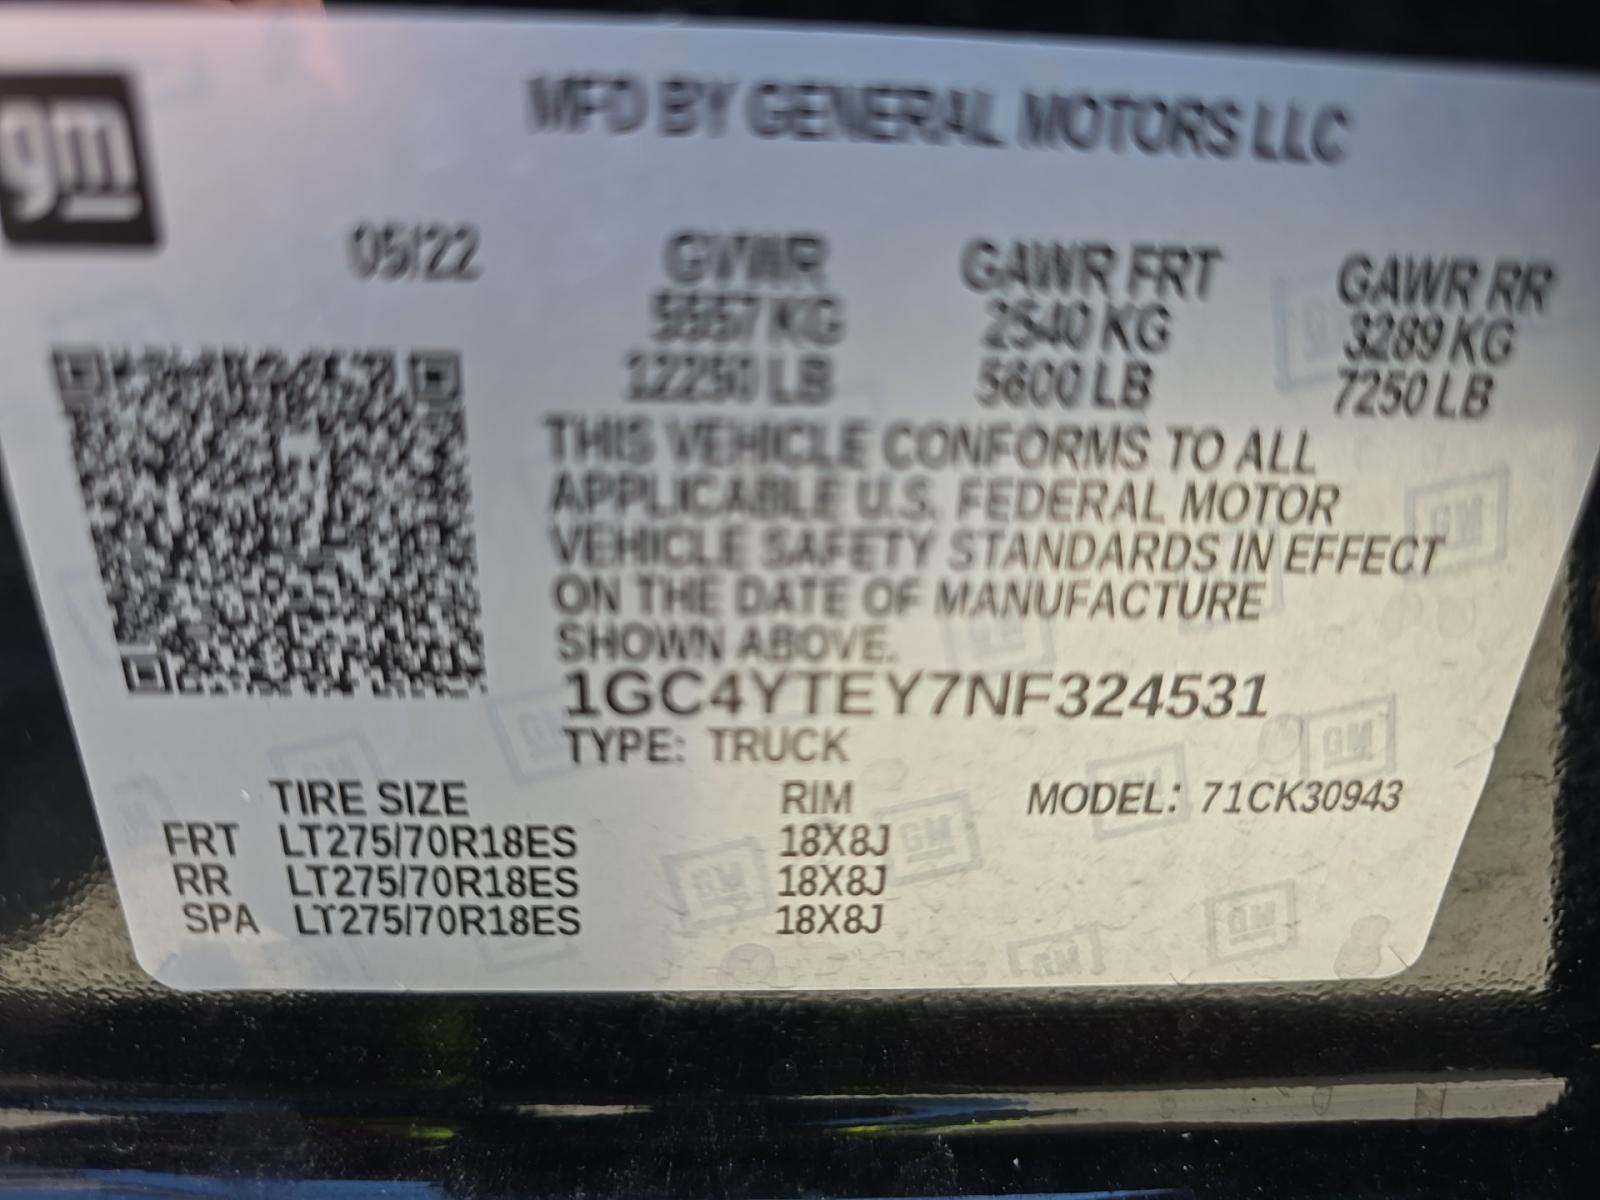 gm
MFD BY GENERAL MOTORS LLC
05/22 GVWR GAWR FRT GAWR RR
5557 KG 2540 KG 3289 KG
12250 LB 5600 LB 7250 LB
THIS VEHICLE CONFORMS TO ALL
APPLICABLE U.S. FEDERAL MOTOR
VEHICLE SAFETY STANDARDS IN EFFECT
ON THE DATE OF MANUFACTURE
SHOWN ABOVE.
1GC4YTEY7NF324531
TYPE: TRUCK
TIRE SIZE RIM MODEL: 71CK30943
FRT LT275/70R18ES 18X8J
RR LT275/70R18ES 18X8J
SPA LT275/70R18ES 18X8J